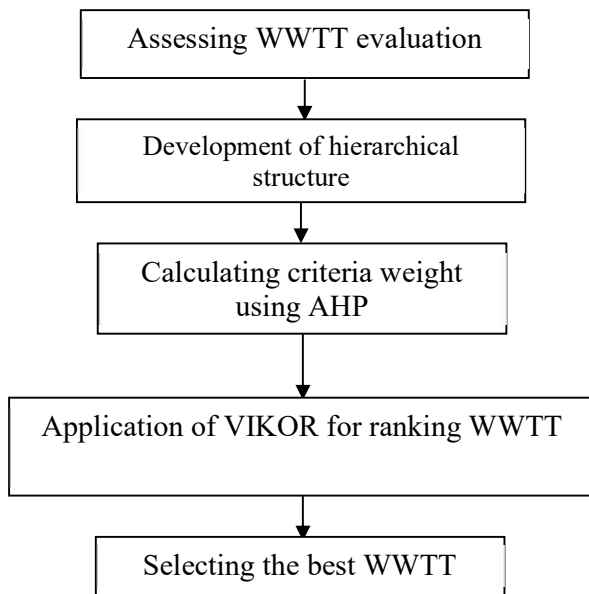 Assessing WWTT evaluation
Development of hierarchical
structure
Calculating criteria weight
using AHP
Application of VIKOR for ranking WWTT
Selecting the best WWTT